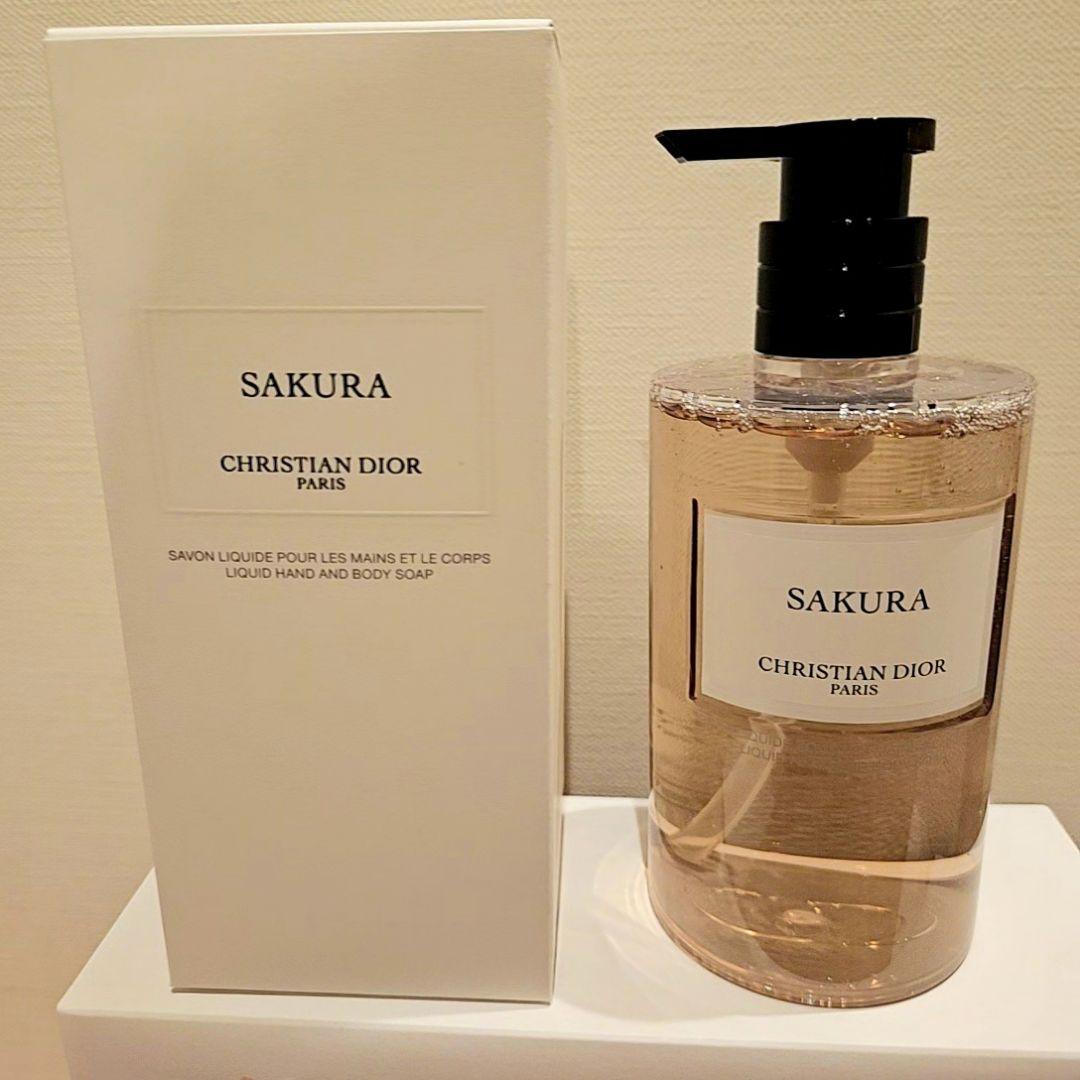 SAKURA
CHRISTIAN DIOR
PARIS
SAVON LIQUIDE POUR LES MAINS ET LE CORPS
LIQUID HAND AND BODY SOAP
SAKURA
CHRISTIAN DIOR
PARIS